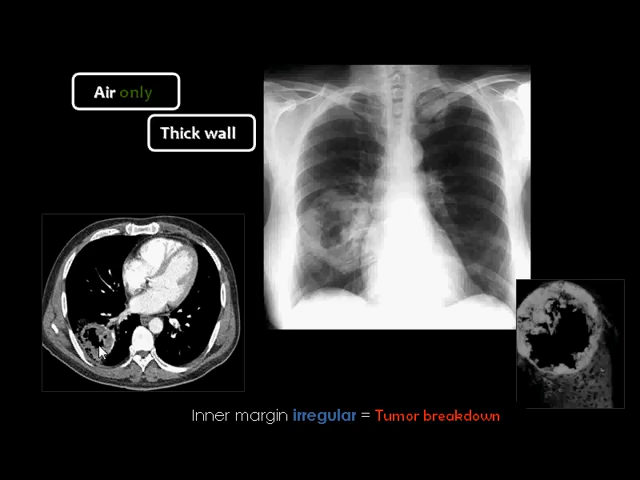 Air only
Thick wall
Inner margin irregular = Tumor breakdown